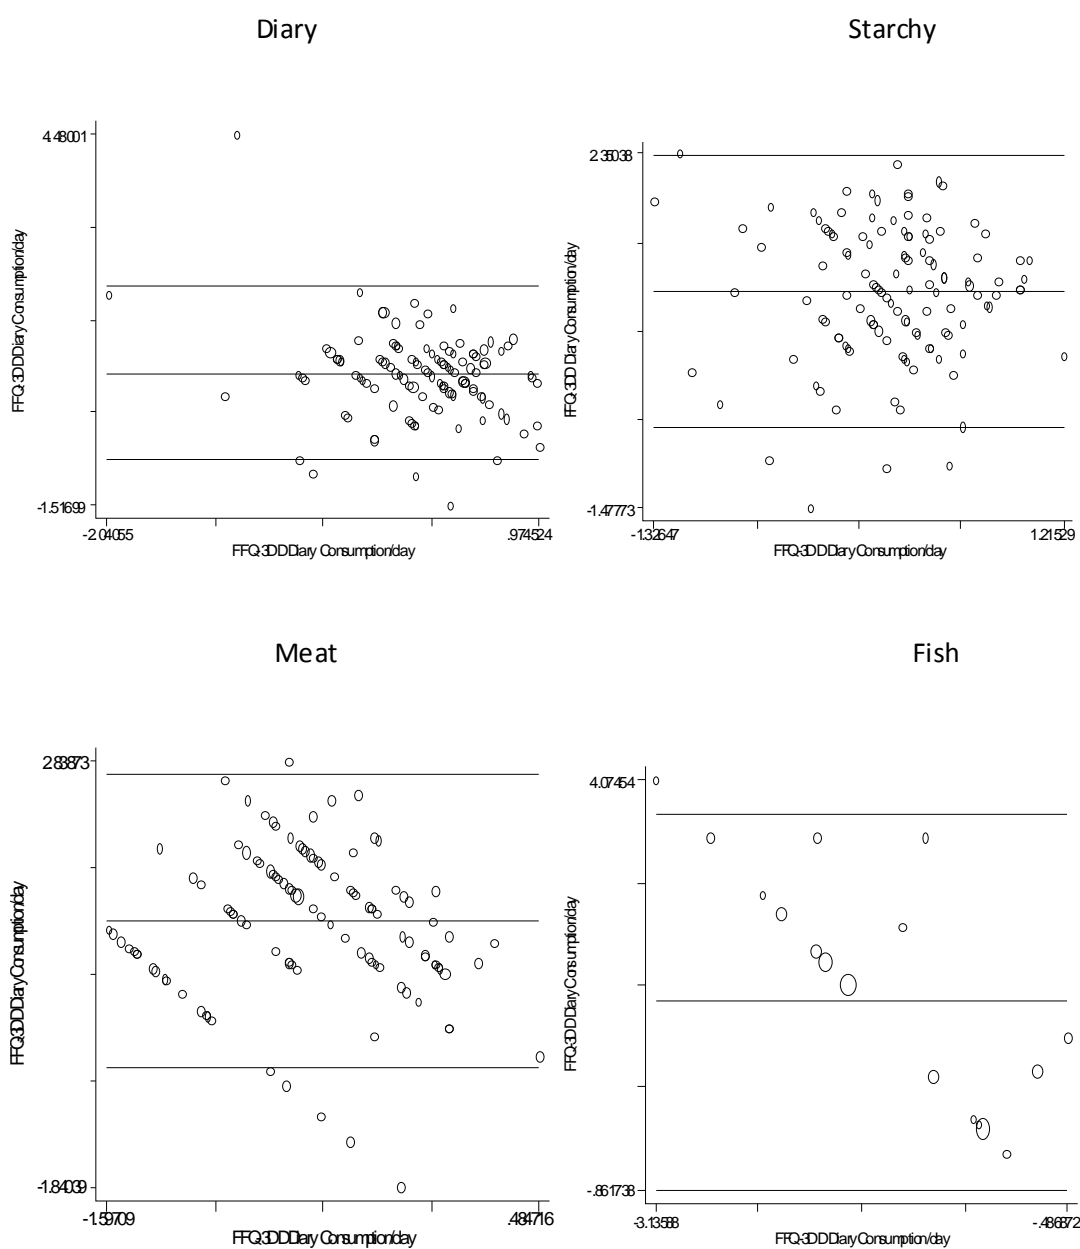 Diary
Starchy
4.48001
FFQ-3DD Diary Consumption/day
-1.51699
-2.04055
.974524
FFQ-3DD Diary Consumption/day
2.35038
FFQ-3DD Diary Consumption/day
-1.47773
-1.32647
1.21529
FFQ-3DD Diary Consumption/day
Meat
Fish
2.83873
FFQ-3DD Diary Consumption/day
-1.84039
-1.59709
.484716
FFQ-3DD Diary Consumption/day
4.07454
FFQ-3DD Diary Consumption/day
-.861738
-3.13588
-.486872
FFQ-3DD Diary Consumption/day